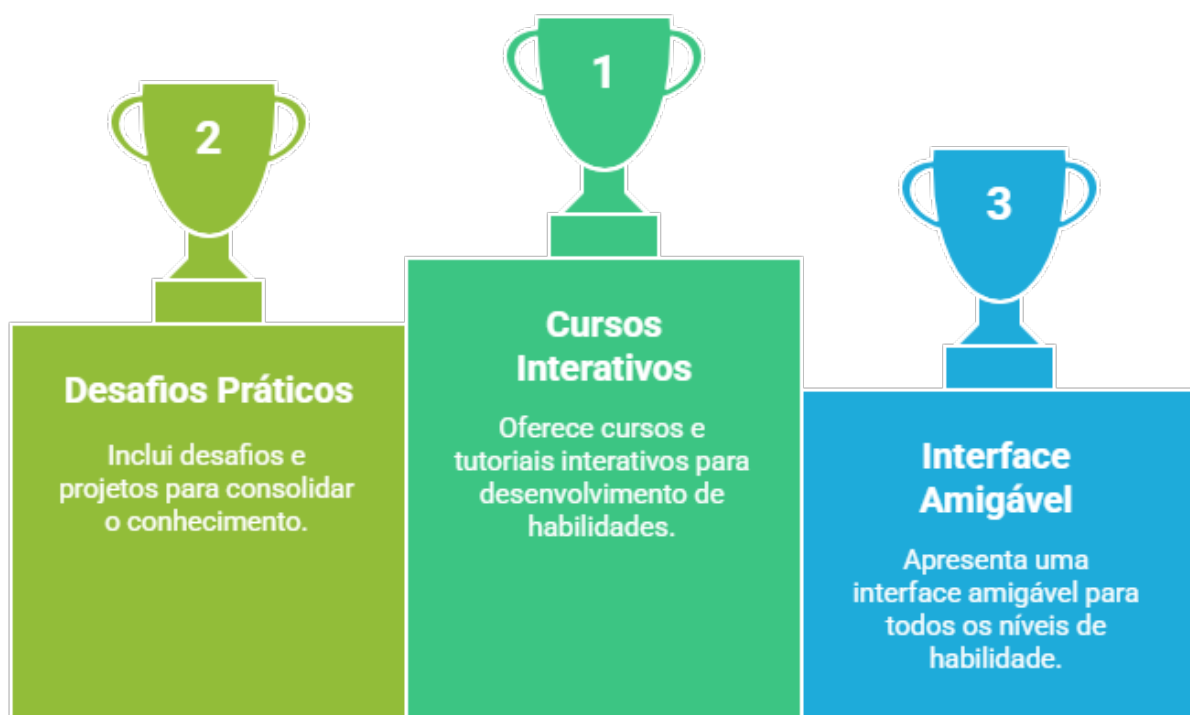 2
Desafios Práticos
Inclui desafios e
projetos para consolidar
o conhecimento.
1
Cursos
Interativos
Oferece cursos e
tutoriais interativos para
desenvolvimento de
habilidades.
3
Interface
Amigável
Apresenta uma
interface amigável para
todos os níveis de
habilidade.